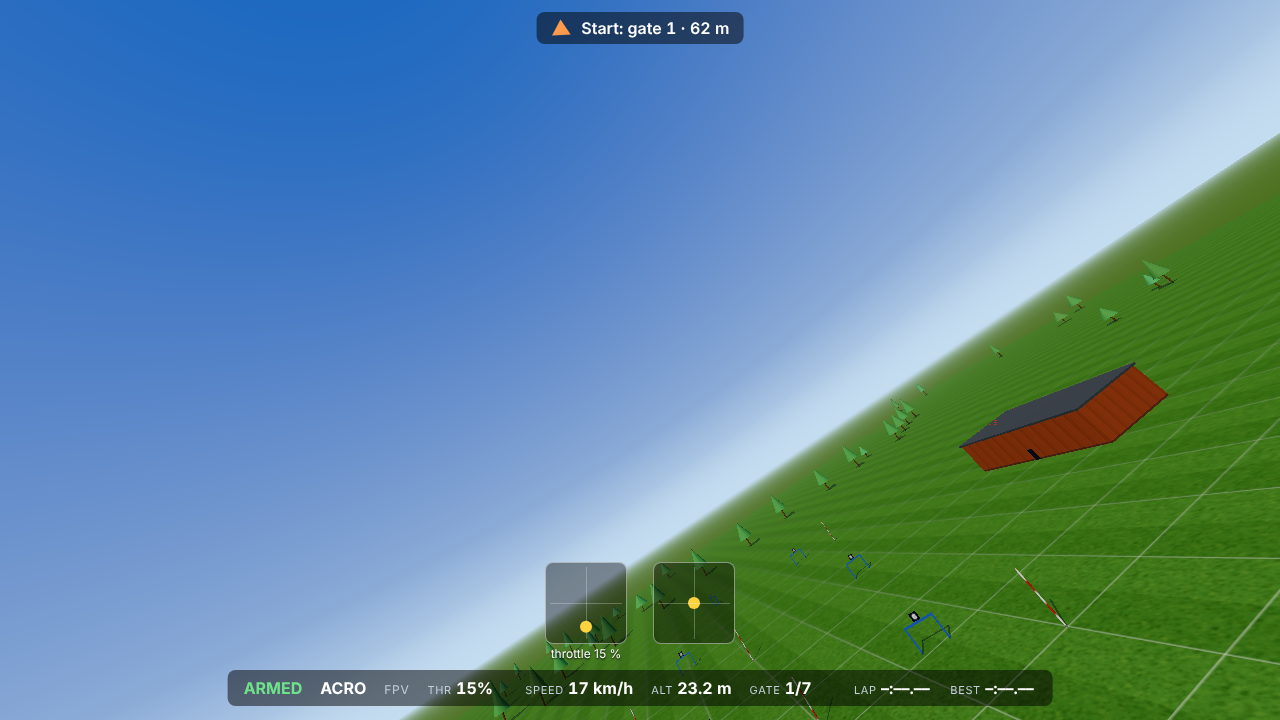 Start: gate 1 · 62 m
throttle 15 %
ARMED ACRO FPV THR 15% SPEED 17 km/h ALT 23.2 m GATE 1/7 LAP –:––.–– BEST –:––.––